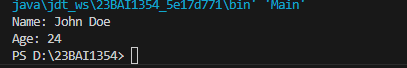 java\jdt_ws\23BAI1354_5e17d771\bin' 'Main'
Name: John Doe
Age: 24
PS D:\23BAI1354>